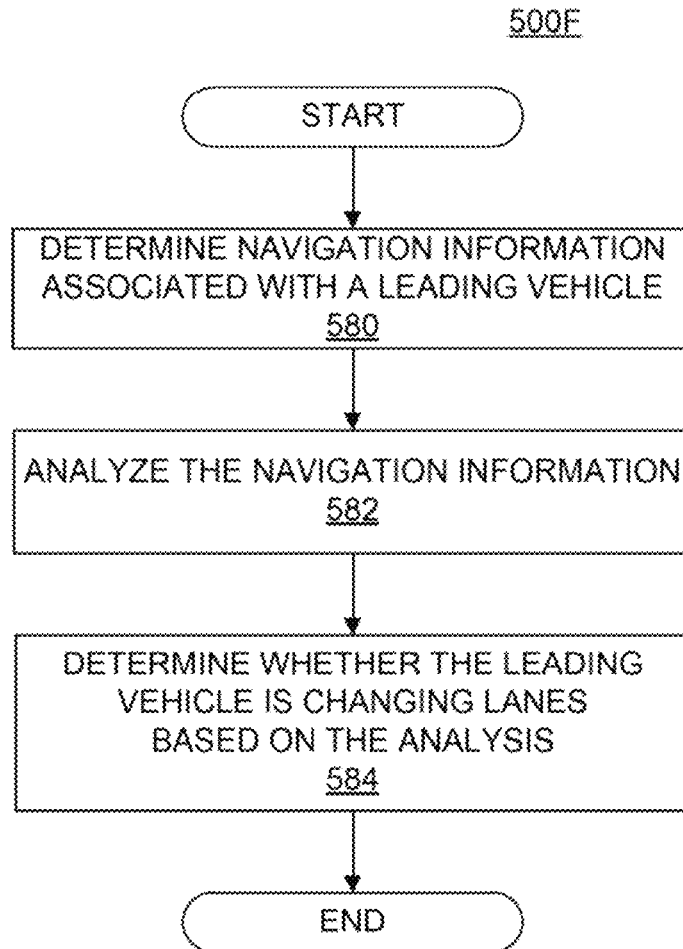 500F
START
DETERMINE NAVIGATION INFORMATION
ASSOCIATED WITH A LEADING VEHICLE
580
ANALYZE THE NAVIGATION INFORMATION
582
DETERMINE WHETHER THE LEADING
VEHICLE IS CHANGING LANES
BASED ON THE ANALYSIS
584
END